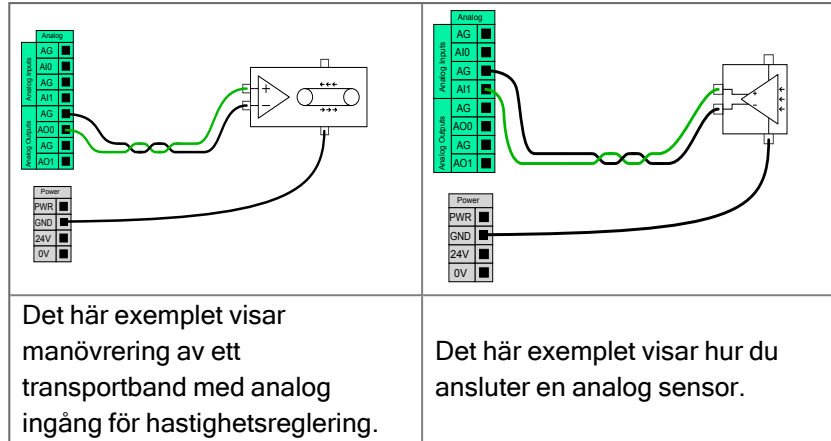 Analog
Analog Inputs
AG
AI0
AG
AI1
Analog Outputs
AG
AO0
AG
AO1
Power
PWR
GND
24V
0V
+
−
Analog
Analog Inputs
AG
AI0
AG
AI1
Analog Outputs
AG
AO0
AG
AO1
Power
PWR
GND
24V
0V
+
-
Det här exemplet visar
manövrering av ett
transportband med analog
ingång för hastighetsreglering.
Det här exemplet visar hur du
ansluter en analog sensor.